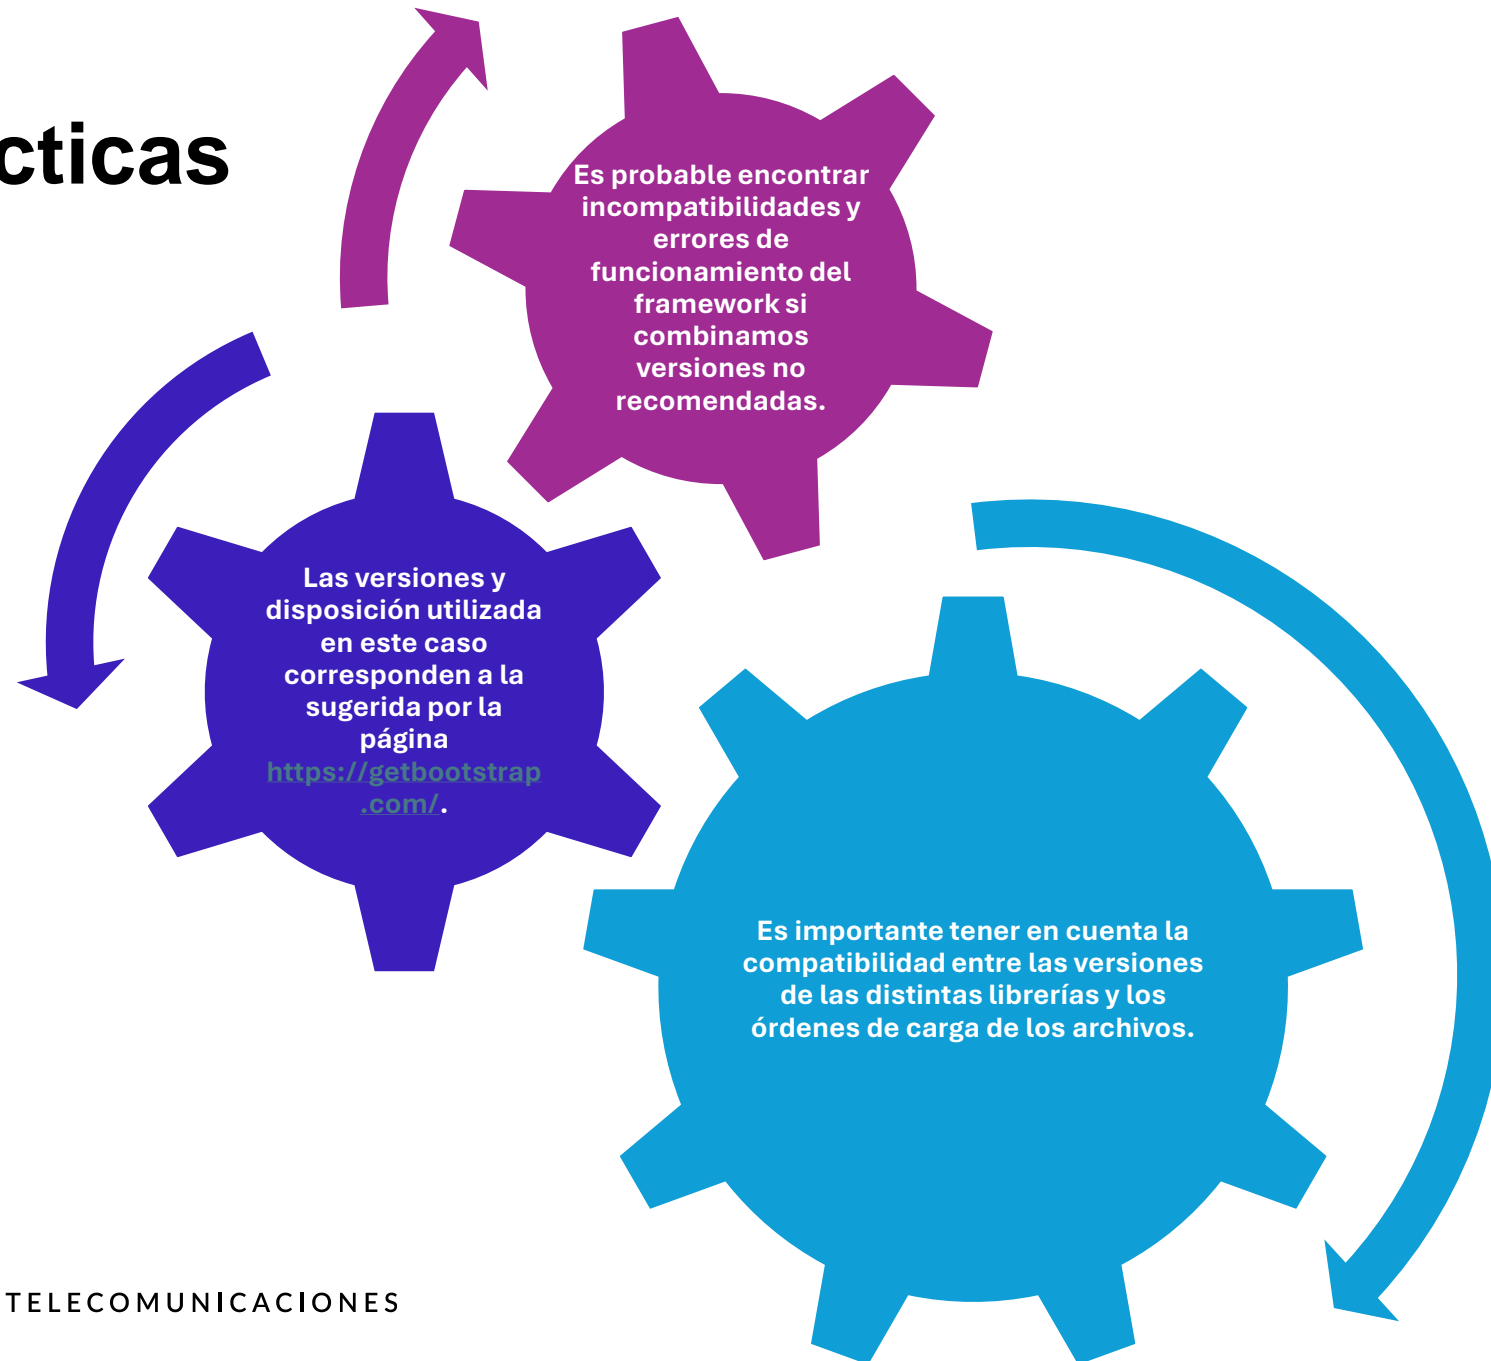 cticas
Es probable encontrar
incompatibilidades y
errores de
funcionamiento del
framework si
combinamos
versiones no
recomendadas.
Las versiones y
disposición utilizada
en este caso
corresponden a la
sugerida por la
página
https://getbootstrap
.com/.
Es importante tener en cuenta la
compatibilidad entre las versiones
de las distintas librerías y los
órdenes de carga de los archivos.
TELECOMUNICACIONES